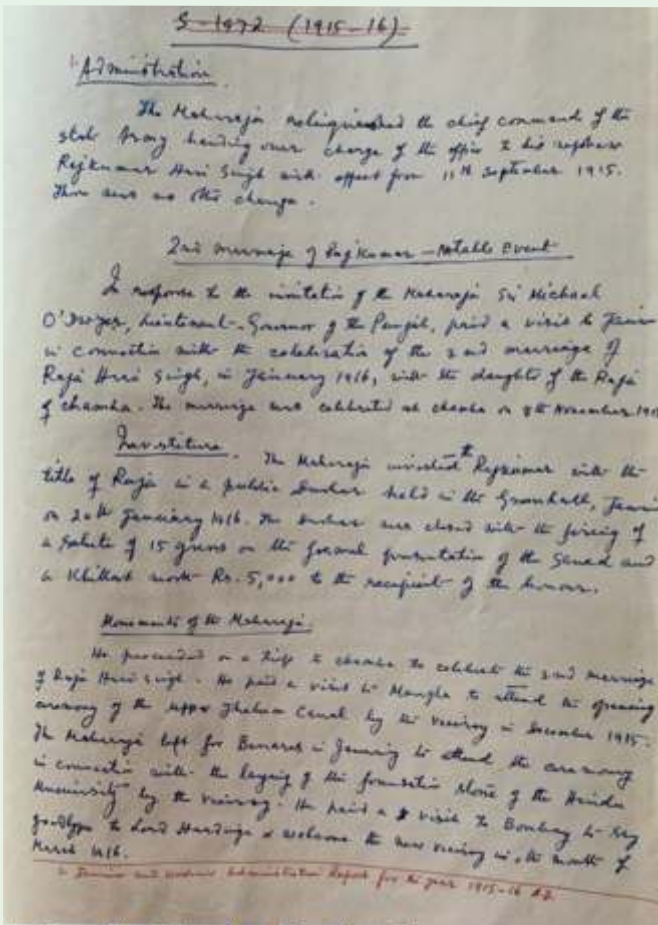 S-1972 (1915-16)
1. Administration
The Maharaja relinquished the chief command of the
State Army handing over charge of the office to his nephew
Rajkumar Hari Singh with effect from 11th September 1915.
There was no other change.
2nd marriage of Rajkumar - Notable Event
In response to the invitation of the Maharaja Sir Michael
O'Dwyer, Lieutenant-Governor of the Punjab, paid a visit to Jammu
in connection with the celebration of the 2nd marriage of
Raja Hari Singh, in January 1916, with the daughter of the Raja
of Chamba. The marriage was celebrated at Chamba on 8th November
Investiture. The Maharaja invested the Rajkumar with the
title of Raja in a public Durbar held in the Jammu
on 20th January 1916. The Durbar was closed with the firing of
a salute of 15 guns on the formal presentation of the Sanad and
a Khillat worth Rs. 5,000 to the recipient of the honour.
Movements of the Maharaja.
He proceeded on a trip to Chamba to celebrate the 2nd marriage
of Raja Hari Singh. He paid a visit to Mangla to attend the opening
ceremony of the Upper Jhelum Canal by the Viceroy in December 1915.
The Maharaja left for Benares in January to attend the ceremony
in connection with the laying of the foundation stone of the Hindu
University by the Viceroy. He paid a visit to Bombay to say
goodbye to Lord Hardinge & welcome the new Viceroy in the month of
March 1916.
1. Jammu and Kashmir Administration Report for the year 1915-16 A.D.